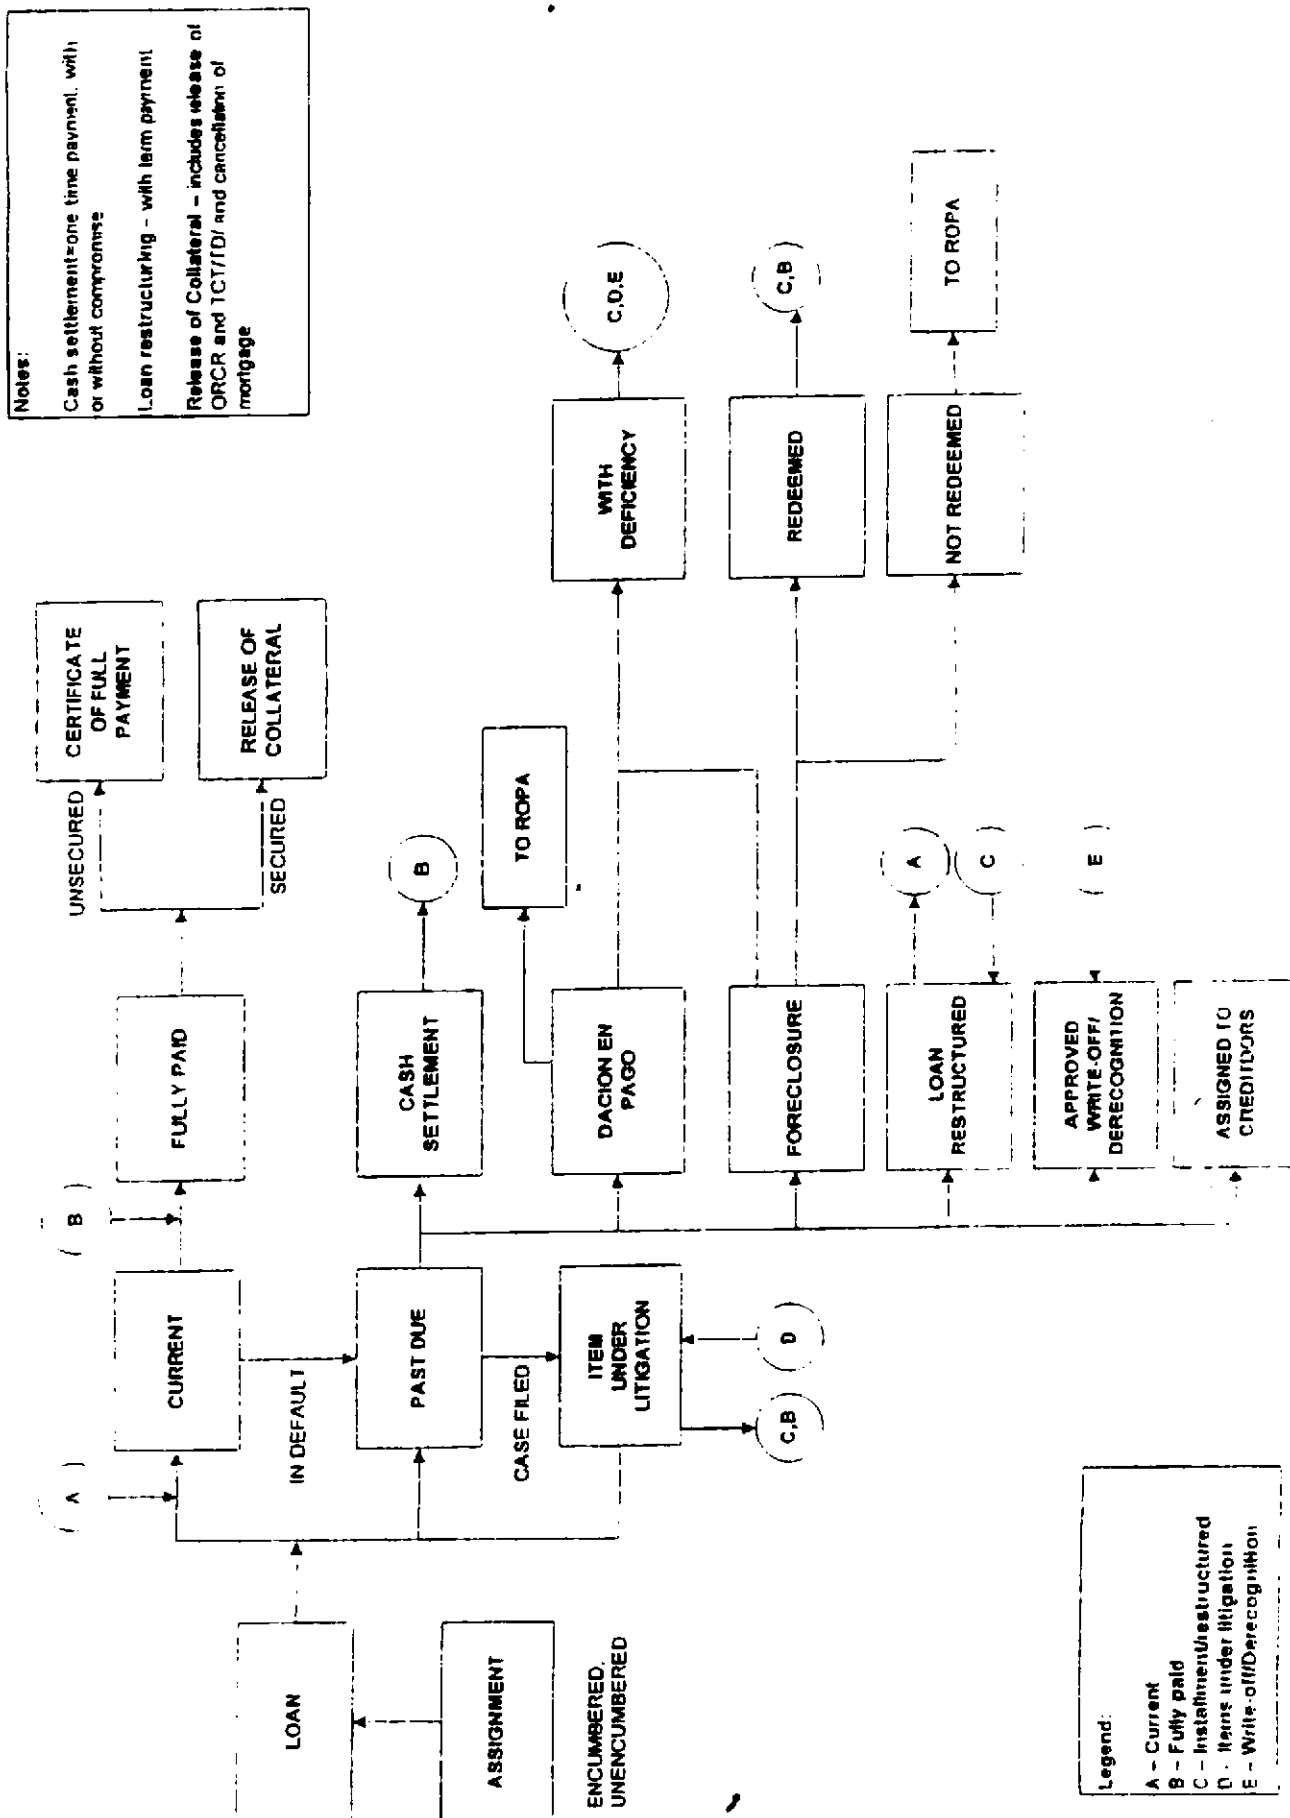 Notes:
Cash settlement=one time payment, with
or without compromise
Loan restructuring - with term payment
Release of Collateral - includes release of
ORCR and TCT/TD/ and cancellation of
mortgage
UNSECURED
CERTIFICATE
OF FULL
PAYMENT
SECURED
RELEASE OF
COLLATERAL
A
CURRENT
B
FULLY PAID
IN DEFAULT
LOAN
PAST DUE
CASH
SETTLEMENT
B
TO ROPA
ASSIGNMENT
CASE FILED
ITEM
UNDER
LITIGATION
DACION EN
PAGO
WITH
DEFICIENCY
C,D,E
ENCUMBERED,
UNENCUMBERED
C,B
D
FORECLOSURE
REDEEMED
C,B
NOT REDEEMED
TO ROPA
LOAN
RESTRUCTURED
A
C
APPROVED
WRITE-OFF/
DERECOGNITION
E
ASSIGNED TO
CREDITORS
Legend:
A - Current
B - Fully paid
C - Installment/restructured
D - Items under litigation
E - Write-off/Derecognition